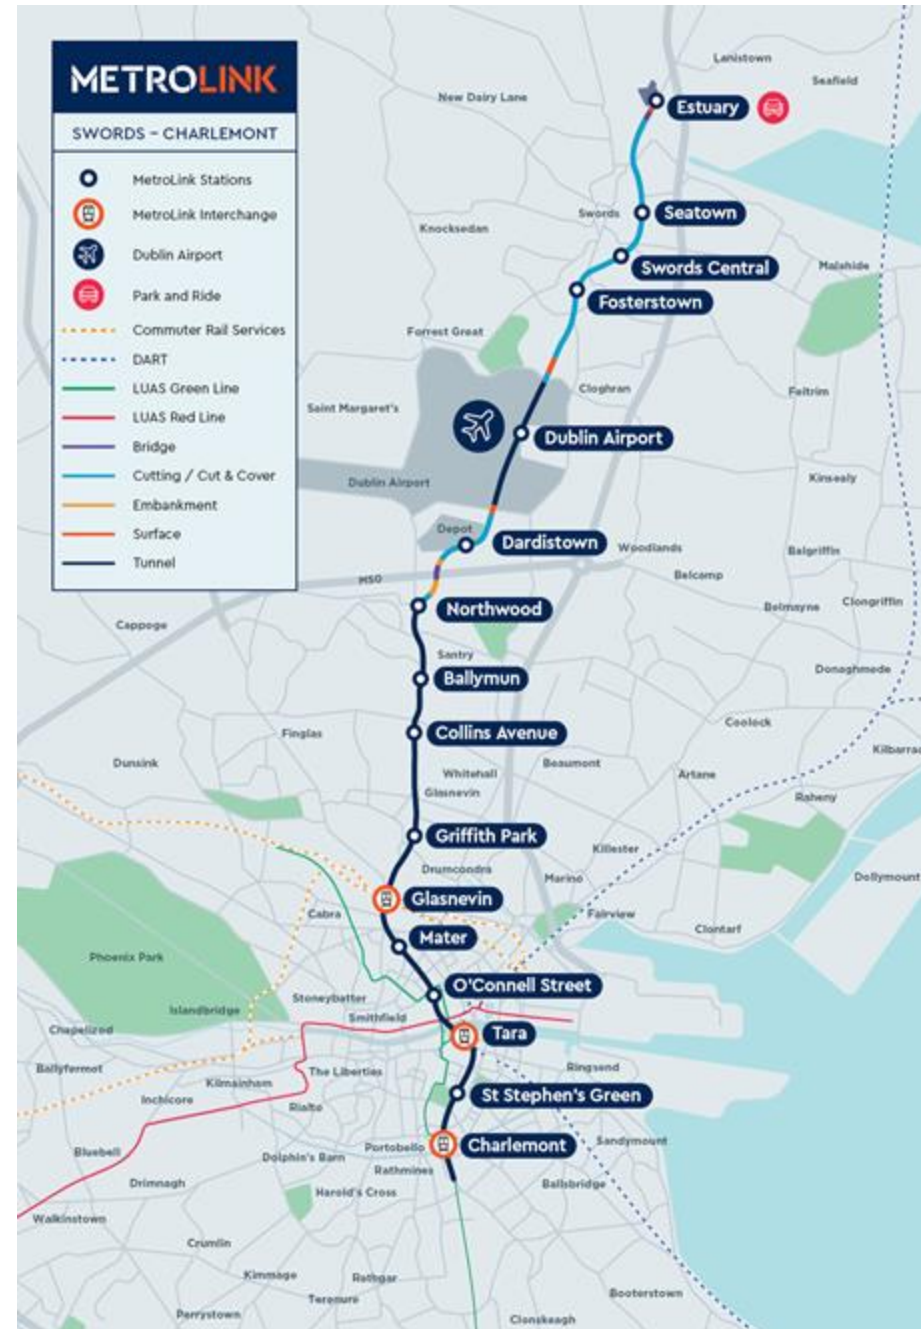 METROLINK
SWORDS – CHARLEMONT
MetroLink Stations
MetroLink Interchange
Dublin Airport
Park and Ride
Commuter Rail Services
DART
LUAS Green Line
LUAS Red Line
Bridge
Cutting / Cut & Cover
Embankment
Surface
Tunnel
Lanistown
Seafield
New Dairy Lane
Estuary
Swords
Seatown
Knocksedan
Swords Central
Malahide
Fosterstown
Forrest Great
Cloghran
Feltrim
Saint Margaret's
Dublin Airport
Dublin Airport
Kinsealy
Depot
Dardistown
Woodlands
Balgriffin
M50
Belcamp
Northwood
Belmayne
Clongriffin
Cappoge
Santry
Ballymun
Donaghmede
Coolock
Finglas
Collins Avenue
Kilbarra
Dunsink
Whitehall
Beaumont
Artane
Glasnevin
Raheny
Griffith Park
Killester
Drumcondra
Marino
Dollymount
Glasnevin
Cabra
Fairview
Clontarf
Mater
Phoenix Park
O'Connell Street
Stoneybatter
Islandbridge
Smithfield
Chapelizod
Tara
Ballyfermot
The Liberties
Ringsend
Kilmainham
Inchicore
St Stephen's Green
Rialto
Portobello
Charlemont
Sandymount
Bluebell
Dolphin's Barn
Rathmines
Drimnagh
Harold's Cross
Ballsbridge
Walkinstown
Crumlin
Kimmage
Rathgar
Terenure
Booterstown
Perrystown
Clonskeagh